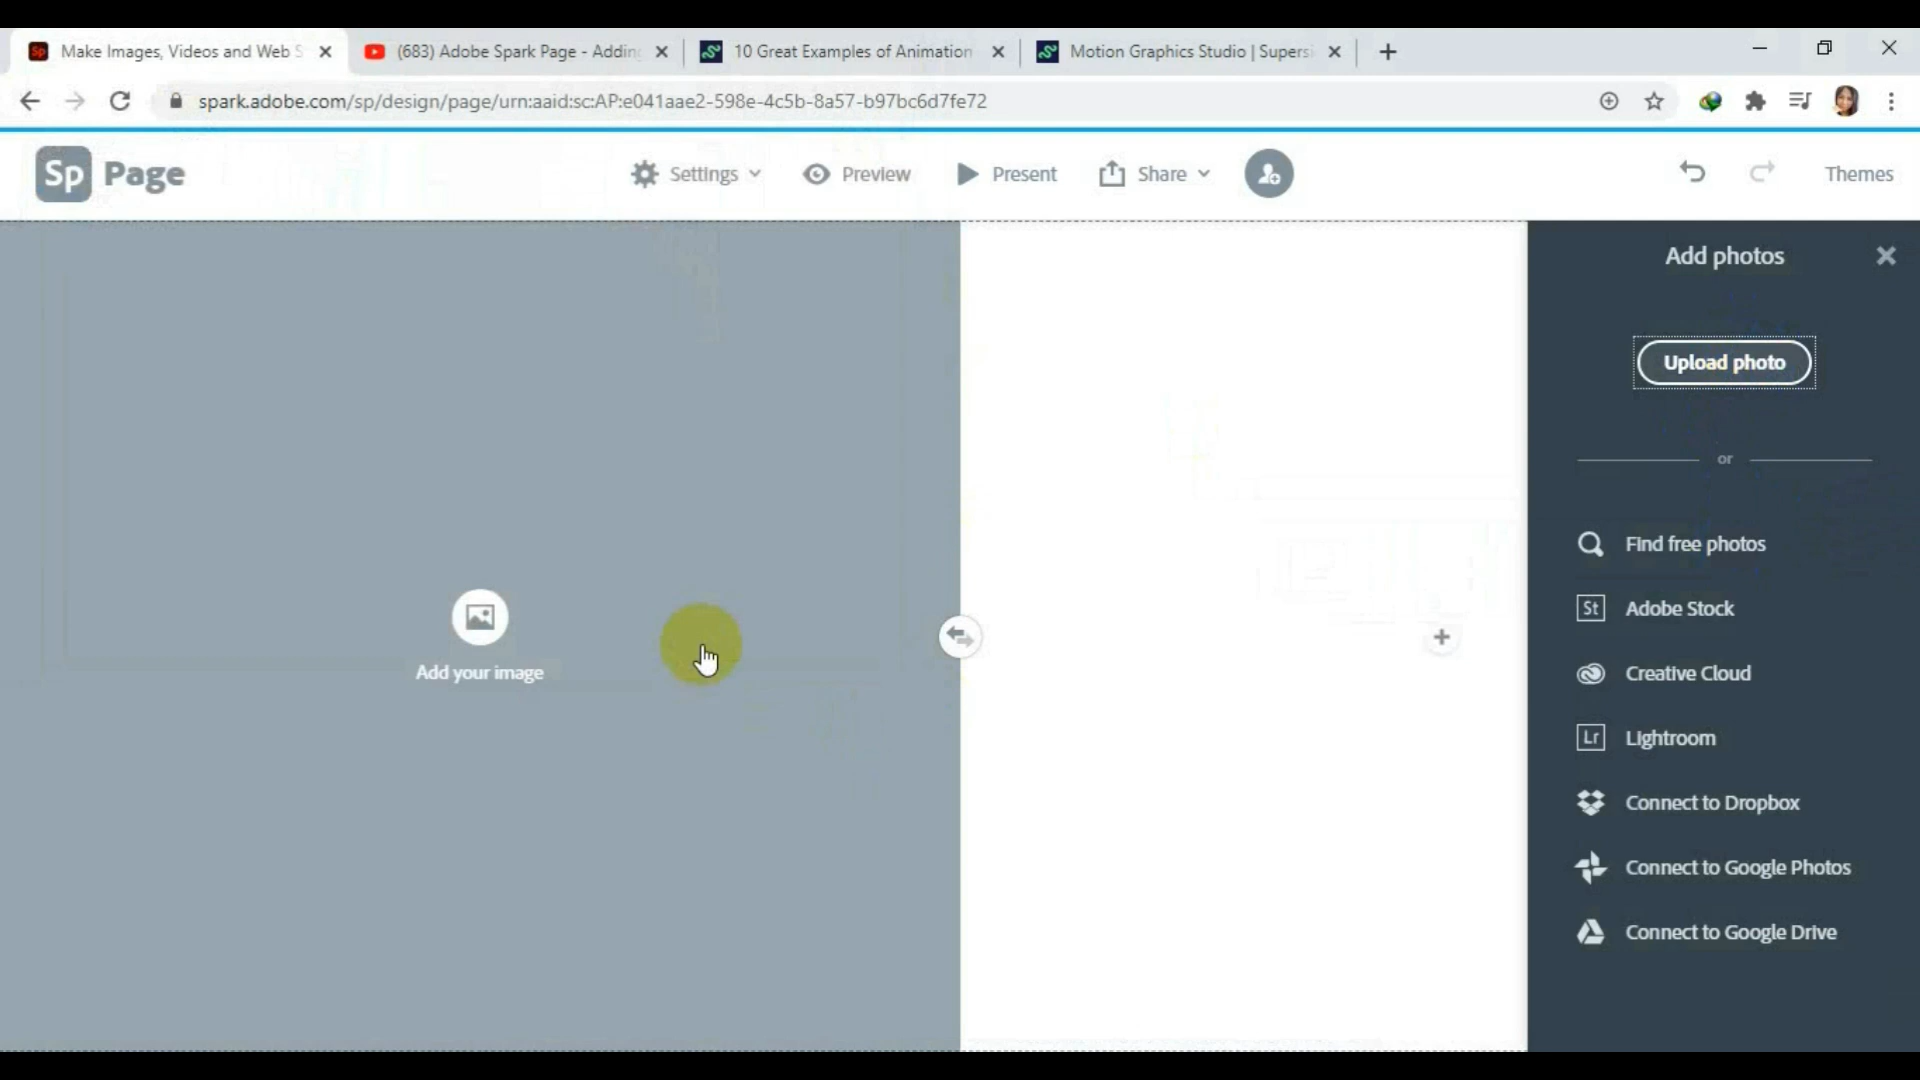 Make Images, Videos and Web S
(683) Adobe Spark Page - Adding
10 Great Examples of Animation
Motion Graphics Studio | Supersi
spark.adobe.com/sp/design/page/urn:aaid:sc:AP:e041aae2-598e-4c5b-8a57-b97bc6d7fe72
Sp Page
Settings
Preview
Present
Share
Themes
Add photos
Upload photo
or
Find free photos
St Adobe Stock
Creative Cloud
Lr Lightroom
Connect to Dropbox
Connect to Google Photos
Connect to Google Drive
Add your image